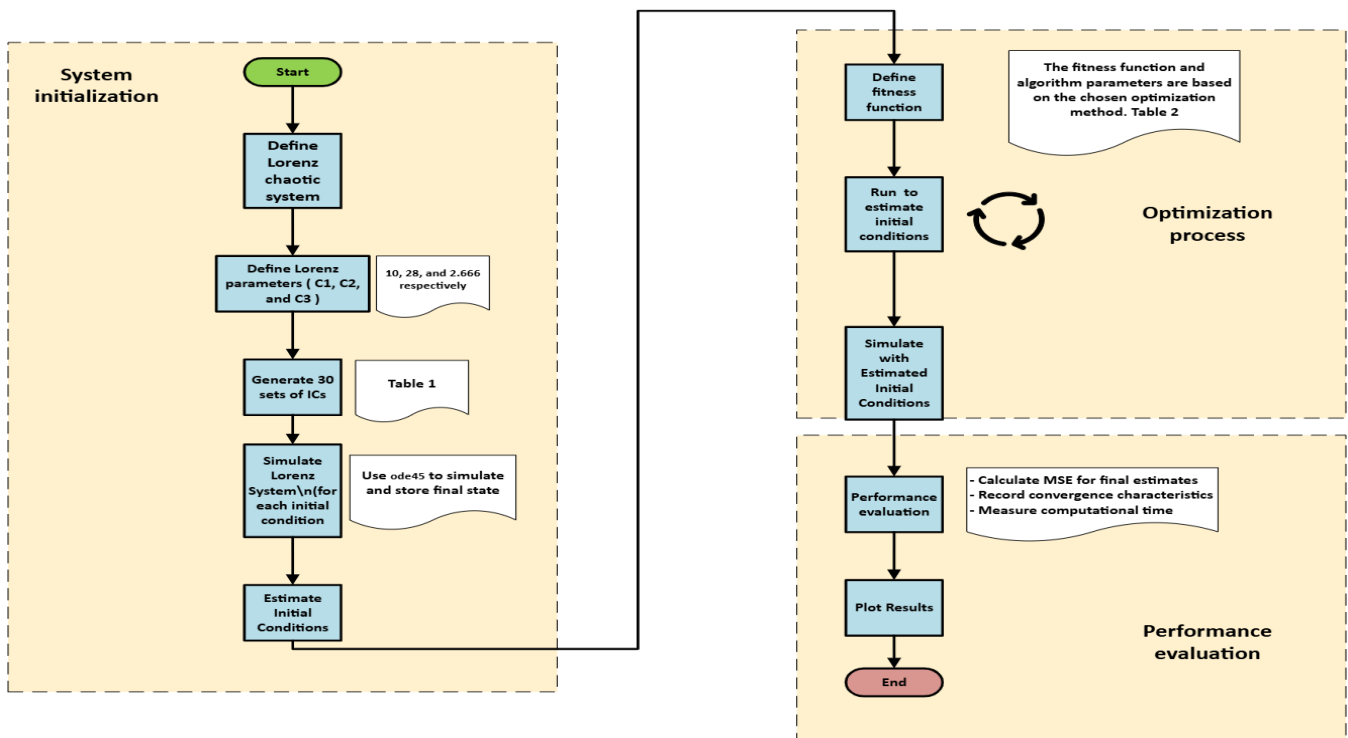 System
initialization
Start
Define
Lorenz
chaotic
system
Define Lorenz
parameters ( C1, C2,
and C3 )
10, 28, and 2.666
respectively
Generate 30
sets of ICs
Table 1
Simulate
Lorenz
System\n(for
each initial
condition
Use ode45 to simulate
and store final state
Estimate
Initial
Conditions
Define
fitness
function
The fitness function and
algorithm parameters are based
on the chosen optimization
method. Table 2
Run to
estimate
initial
conditions
Optimization
process
Simulate
with
Estimated
Initial
Conditions
Performance
evaluation
- Calculate MSE for final estimates
- Record convergence characteristics
- Measure computational time
Plot Results
Performance
evaluation
End